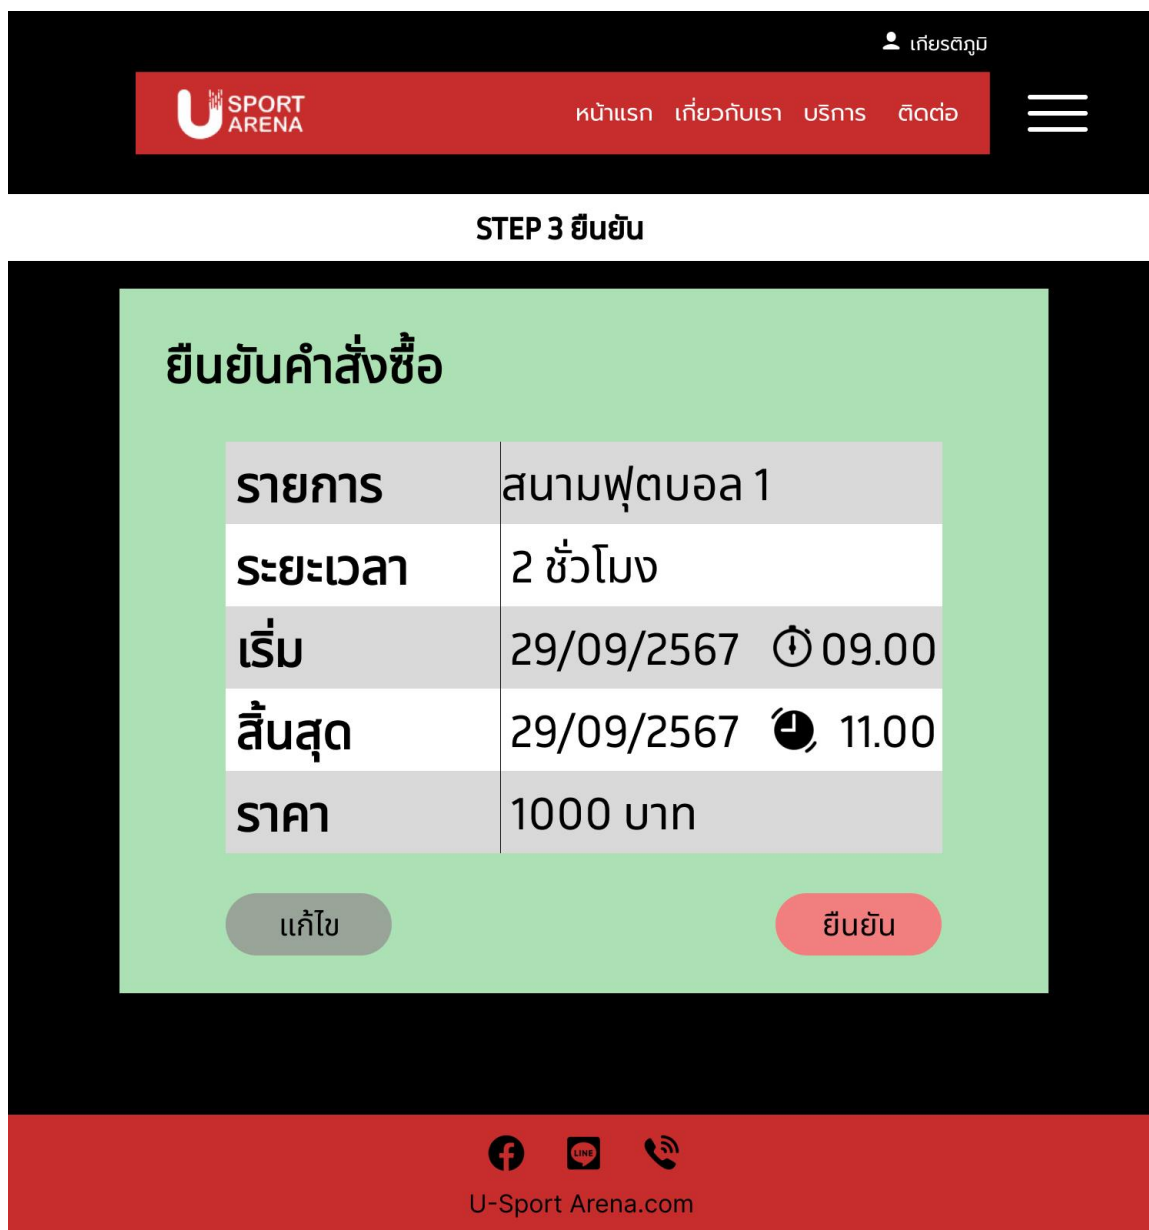 เกียรติภูมิ
U SPORT ARENA
หน้าแรก เกี่ยวกับเรา บริการ ติดต่อ
STEP 3 ยืนยัน
ยืนยันคำสั่งซื้อ
รายการ สนามฟุตบอล 1
ระยะเวลา 2 ชั่วโมง
เริ่ม 29/09/2567 09.00
สิ้นสุด 29/09/2567 11.00
ราคา 1000 บาท
แก้ไข ยืนยัน
LINE
U-Sport Arena.com